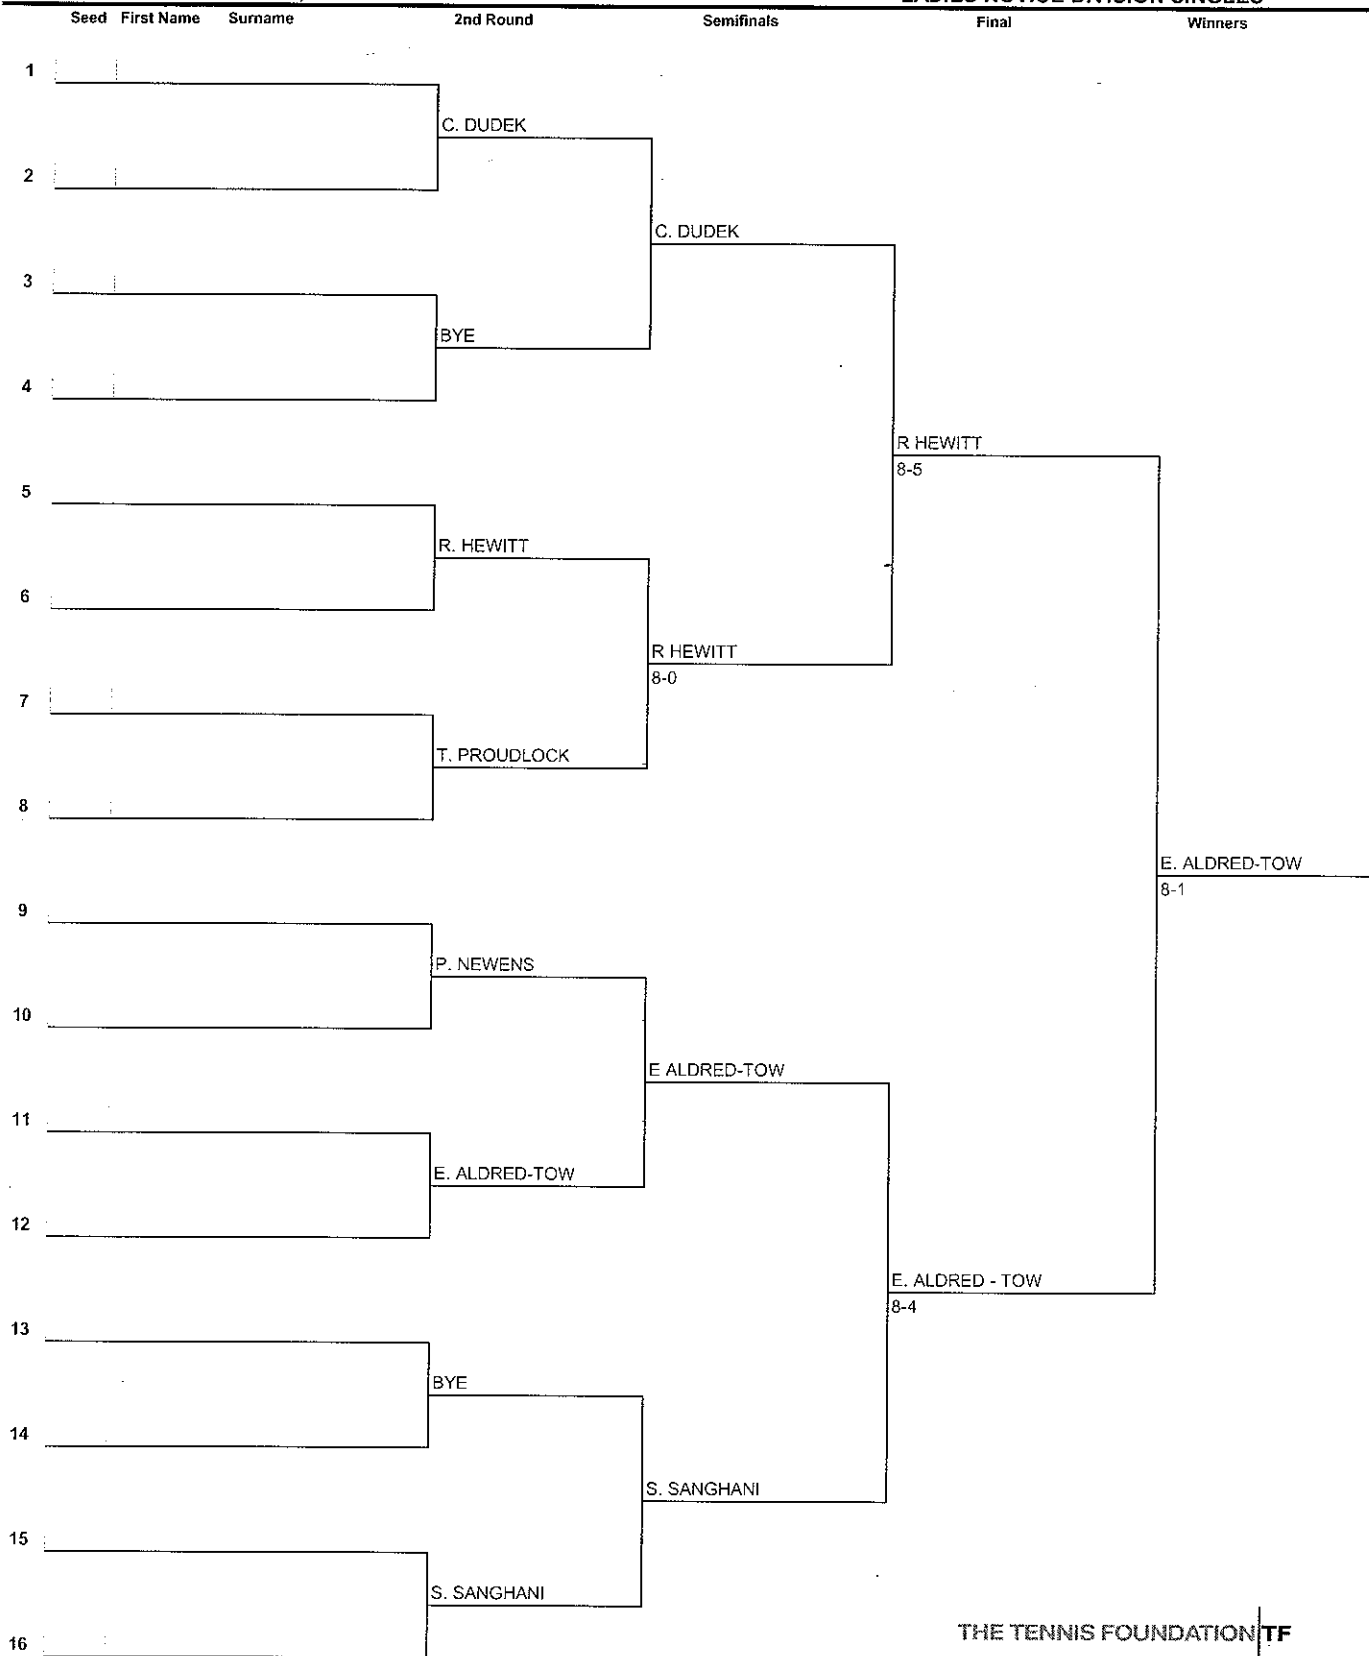 Seed First Name Surname 2nd Round Semifinals Final Winners
1
C. DUDEK
2
C. DUDEK
3
BYE
4
R HEWITT
8-5
5
R. HEWITT
6
R HEWITT
8-0
7
T. PROUDLOCK
8
E. ALDRED-TOW
8-1
9
P. NEWENS
10
E ALDRED-TOW
11
E. ALDRED-TOW
12
E. ALDRED - TOW
8-4
13
BYE
14
S. SANGHANI
15
S. SANGHANI
16
THE TENNIS FOUNDATION TF